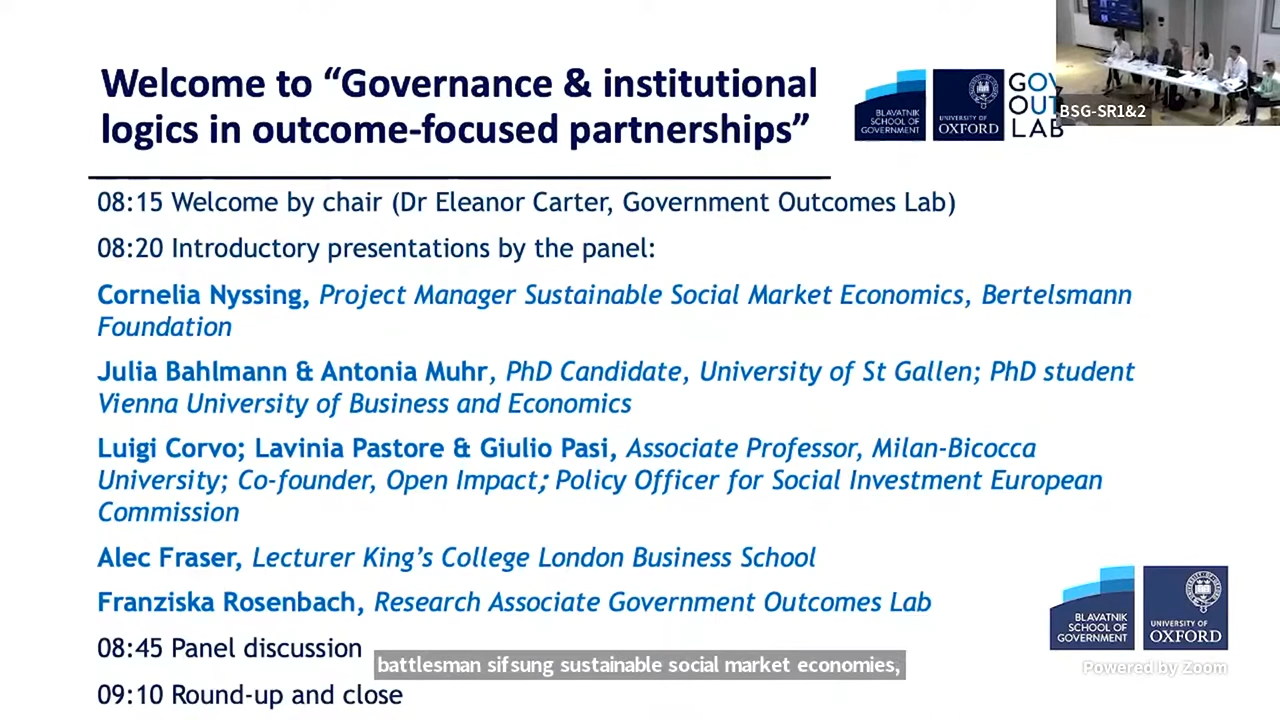 Welcome to “Governance & institutional
logics in outcome-focused partnerships”
BLAVATNIK
SCHOOL OF
GOVERNMENT
UNIVERSITY OF
OXFORD
GOV
OUT
LAB
BSG-SR1&2
08:15 Welcome by chair (Dr Eleanor Carter, Government Outcomes Lab)
08:20 Introductory presentations by the panel:
Cornelia Nyssing, Project Manager Sustainable Social Market Economics, Bertelsmann
Foundation
Julia Bahlmann & Antonia Muhr, PhD Candidate, University of St Gallen; PhD student
Vienna University of Business and Economics
Luigi Corvo; Lavinia Pastore & Giulio Pasi, Associate Professor, Milan-Bicocca
University; Co-founder, Open Impact; Policy Officer for Social Investment European
Commission
Alec Fraser, Lecturer King’s College London Business School
Franziska Rosenbach, Research Associate Government Outcomes Lab
08:45 Panel discussion
battlesman sifsung sustainable social market economies,
09:10 Round-up and close
BLAVATNIK
SCHOOL OF
GOVERNMENT
UNIVERSITY OF
OXFORD
Powered by Zoom